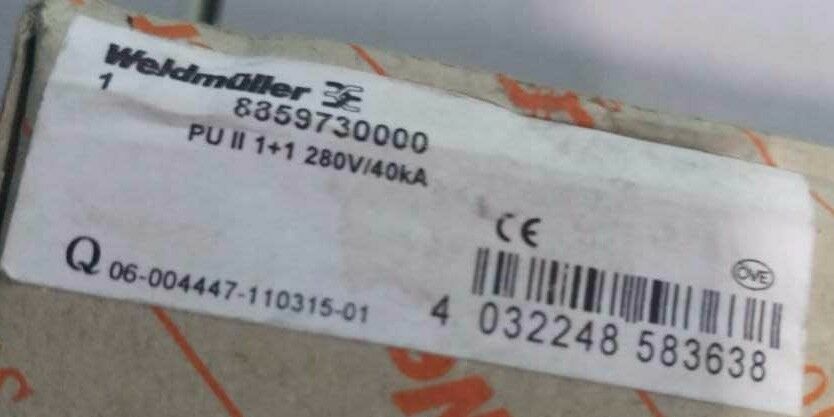 Weidmüller
1
8859730000
PU II 1+1 280V/40kA
CE
ÖVE
Q 06-004447-110315-01
4 032248 583638